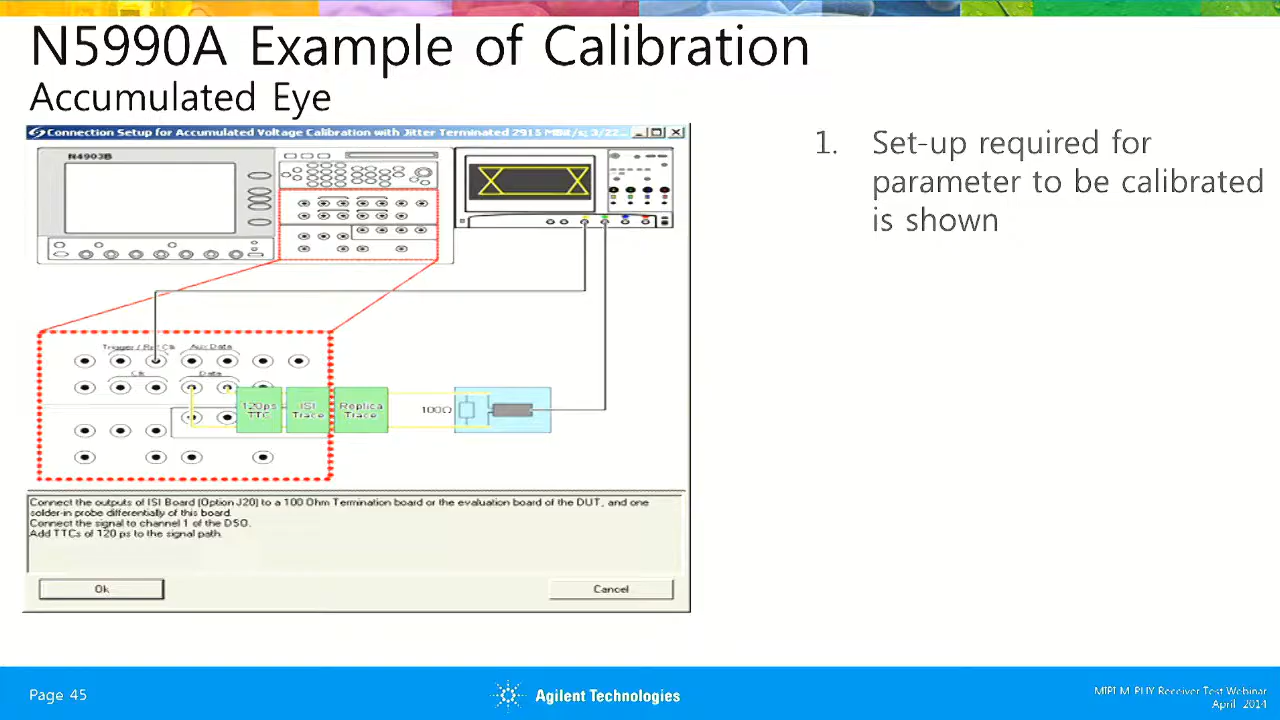 N5990A Example of Calibration
Accumulated Eye
Connection Setup for Accumulated Voltage Calibration with Jitter Terminated 2915 MBit/s; 3/22...
N4903B
1. Set-up required for
parameter to be calibrated
is shown
Trigger / Ref Clk Aux Data
Clk Data
120ps
TTC
ISI
Trace
Replica
Trace
100Ω
Connect the outputs of ISI Board (Option J20) to a 100 Ohm Termination board or the evaluation board of the DUT, and one
solder-in probe differentially of this board.
Connect the signal to channel 1 of the DSO.
Add TTCs of 120 ps to the signal path.
Ok
Cancel
Page 45
Agilent Technologies
MIPI M-PHY Receiver Test Webinar
April 2014